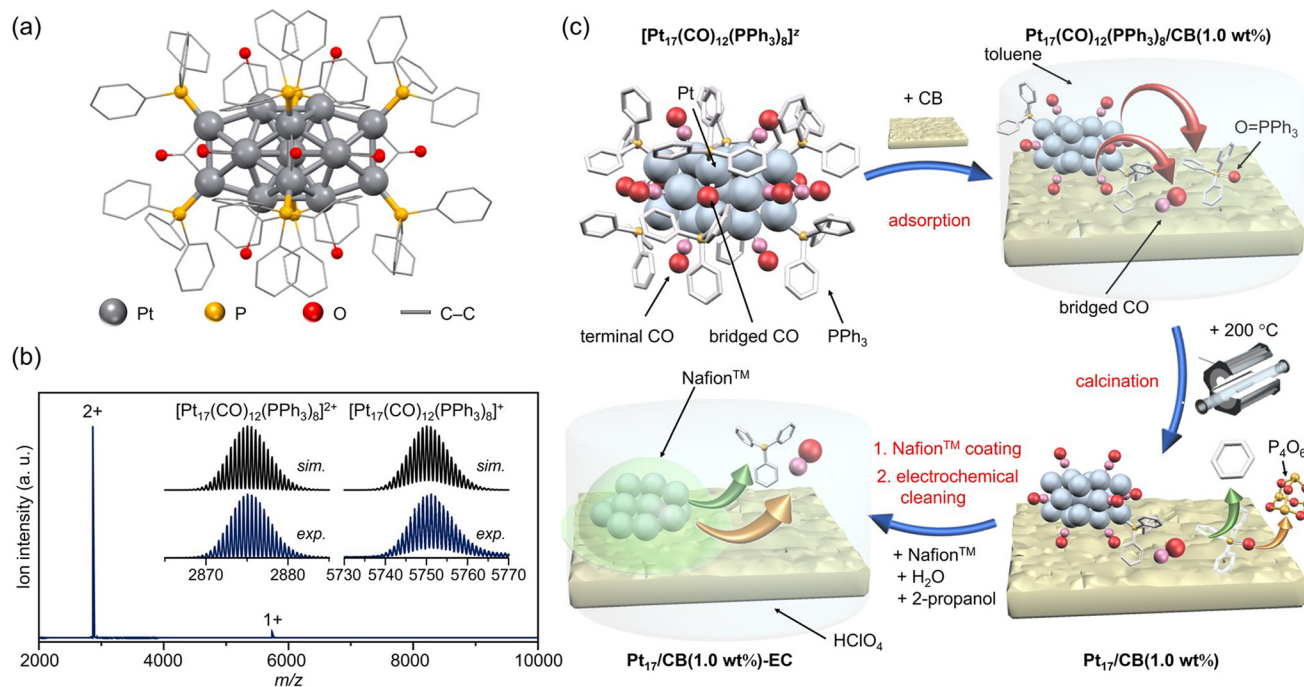 (a)
Pt
P
O
C–C
(b)
Ion intensity (a. u.)
2+
[Pt17(CO)12(PPh3)8]2+
[Pt17(CO)12(PPh3)8]+
sim.
sim.
exp.
exp.
2870
2880
5730
5740
5750
5760
5770
1+
2000
4000
6000
8000
10000
m/z
(c)
[Pt17(CO)12(PPh3)8]z
Pt
terminal CO
bridged CO
PPh3
+ CB
adsorption
Pt17(CO)12(PPh3)8/CB(1.0 wt%)
toluene
O=PPh3
bridged CO
calcination
+ 200 °C
P4O6
Pt17/CB(1.0 wt%)
1. Nafion™ coating
2. electrochemical
cleaning
+ Nafion™
+ H2O
+ 2-propanol
Nafion™
HClO4
Pt17/CB(1.0 wt%)-EC